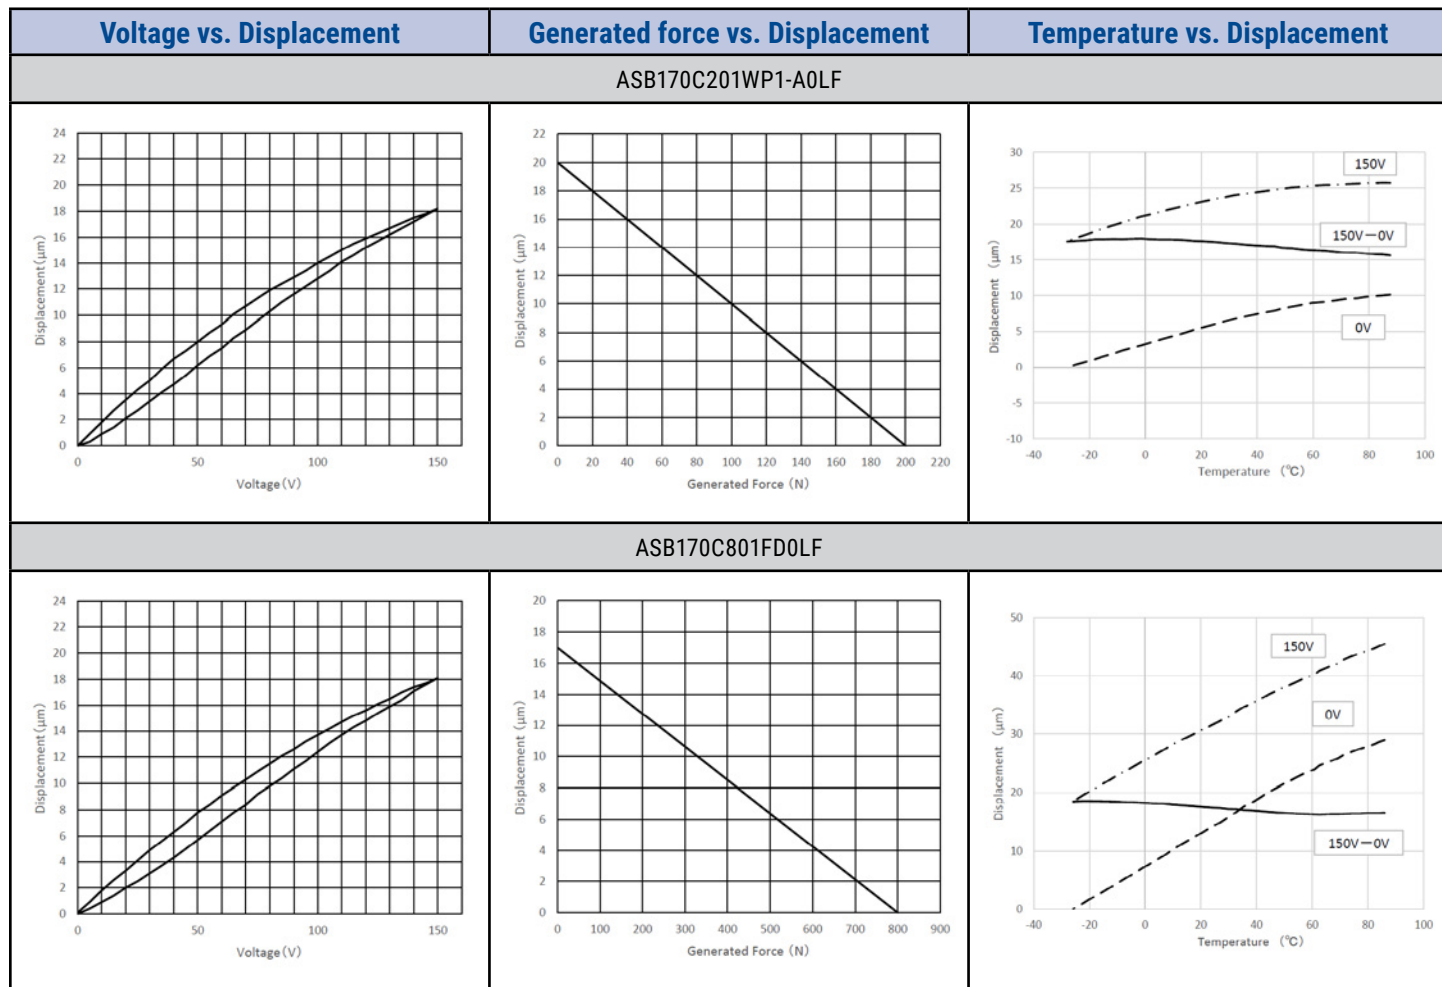 Voltage vs. Displacement
Generated force vs. Displacement
Temperature vs. Displacement
ASB170C201WP1-A0LF
24
22
20
18
16
14
12
10
8
6
4
2
0
Displacement(μm)
0 50 100 150
Voltage(V)
22
20
18
16
14
12
10
8
6
4
2
0
Displacement (μm)
0 20 40 60 80 100 120 140 160 180 200 220
Generated Force (N)
30
25
20
15
10
5
0
-5
-10
Displacement (μm)
150V
150V－0V
0V
-40 -20 0 20 40 60 80 100
Temperature (℃)
ASB170C801FD0LF
24
22
20
18
16
14
12
10
8
6
4
2
0
Displacement(μm)
0 50 100 150
Voltage(V)
20
18
16
14
12
10
8
6
4
2
0
Displacement (μm)
0 100 200 300 400 500 600 700 800 900
Generated Force (N)
50
40
30
20
10
0
Displacement (μm)
150V
0V
150V－0V
-40 -20 0 20 40 60 80 100
Temperature (℃)